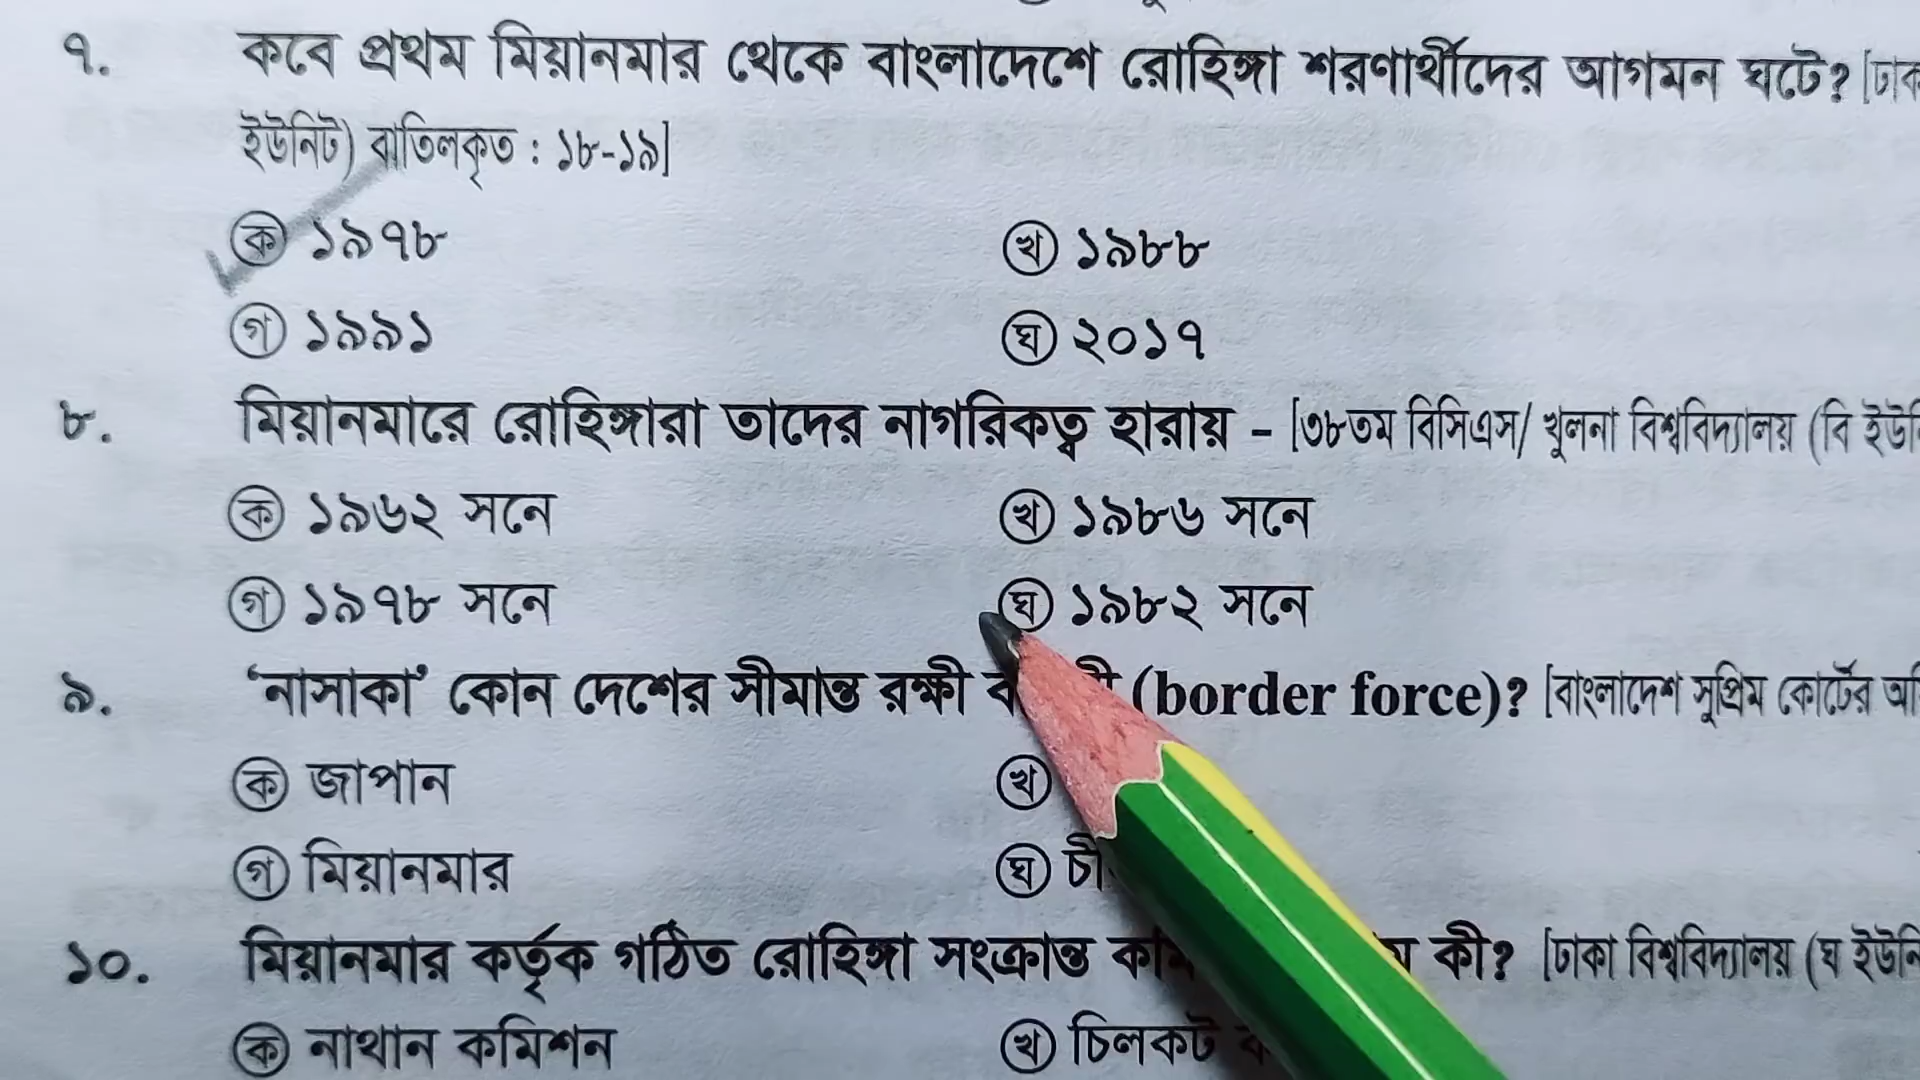 ৭. কবে প্রথম মিয়ানমার থেকে বাংলাদেশে রোহিঙ্গা শরণার্থীদের আগমন ঘটে? [ঢাক
ইউনিট) বাতিলকৃত : ১৮-১৯]
ক ১৯৭৮ খ ১৯৮৮
গ ১৯৯১ ঘ ২০১৭
৮. মিয়ানমারে রোহিঙ্গারা তাদের নাগরিকত্ব হারায় - [৩৮তম বিসিএস/ খুলনা বিশ্ববিদ্যালয় (বি ইউনি
ক ১৯৬২ সনে খ ১৯৮৬ সনে
গ ১৯৭৮ সনে ঘ ১৯৮২ সনে
৯. ‘নাসাকা’ কোন দেশের সীমান্ত রক্ষী (border force)? [বাংলাদেশ সুপ্রিম কোর্টের
ক জাপান খ
গ মিয়ানমার ঘ
১০. মিয়ানমার কর্তৃক গঠিত রোহিঙ্গা সংক্রান্ত কী? [ঢাকা বিশ্ববিদ্যালয় (ঘ ইউনি
ক নাথান কমিশন খ চিলকট